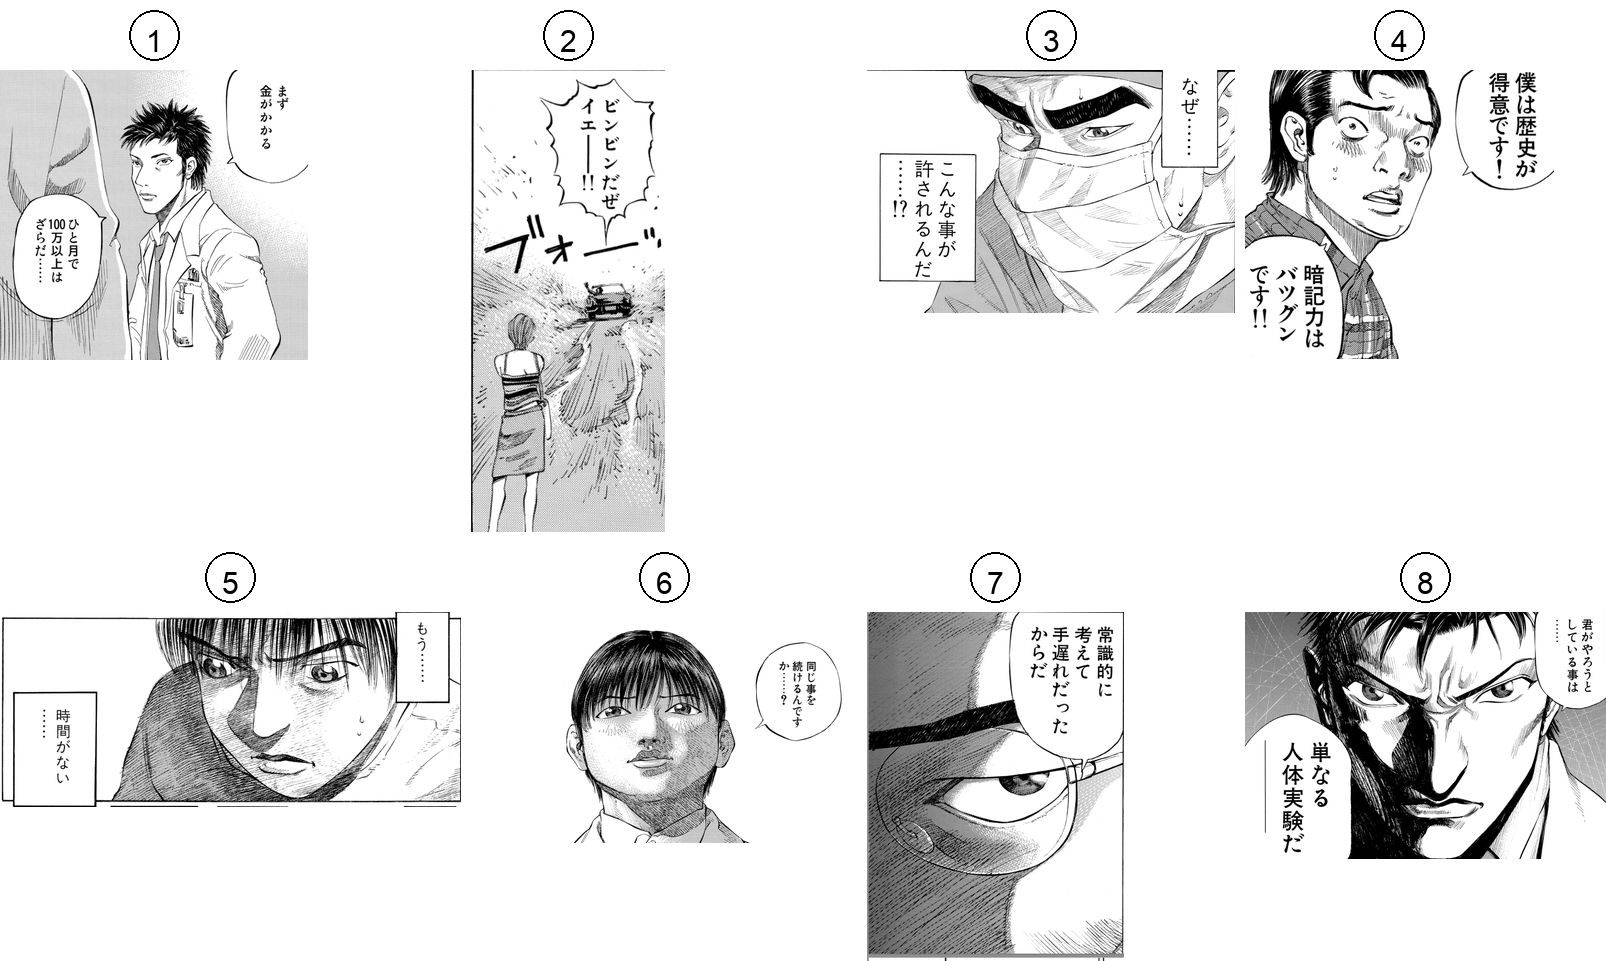 1
まず
金がかかる
ひと月で
100万以上は
ざらだ……
2
ビンビンだぜ
イエ──!!
ブォーー
3
なぜ……
こんな事が
許されるんだ
……!?
4
僕は歴史が
得意です!
暗記力は
バツグン
です!!
5
もう……
時間がない
……
6
同じ事を
続けるんです
か……?
7
常識的に
考えて
手遅れだった
からだ
8
君がやろうと
している事は
……
単なる
人体実験だ
──